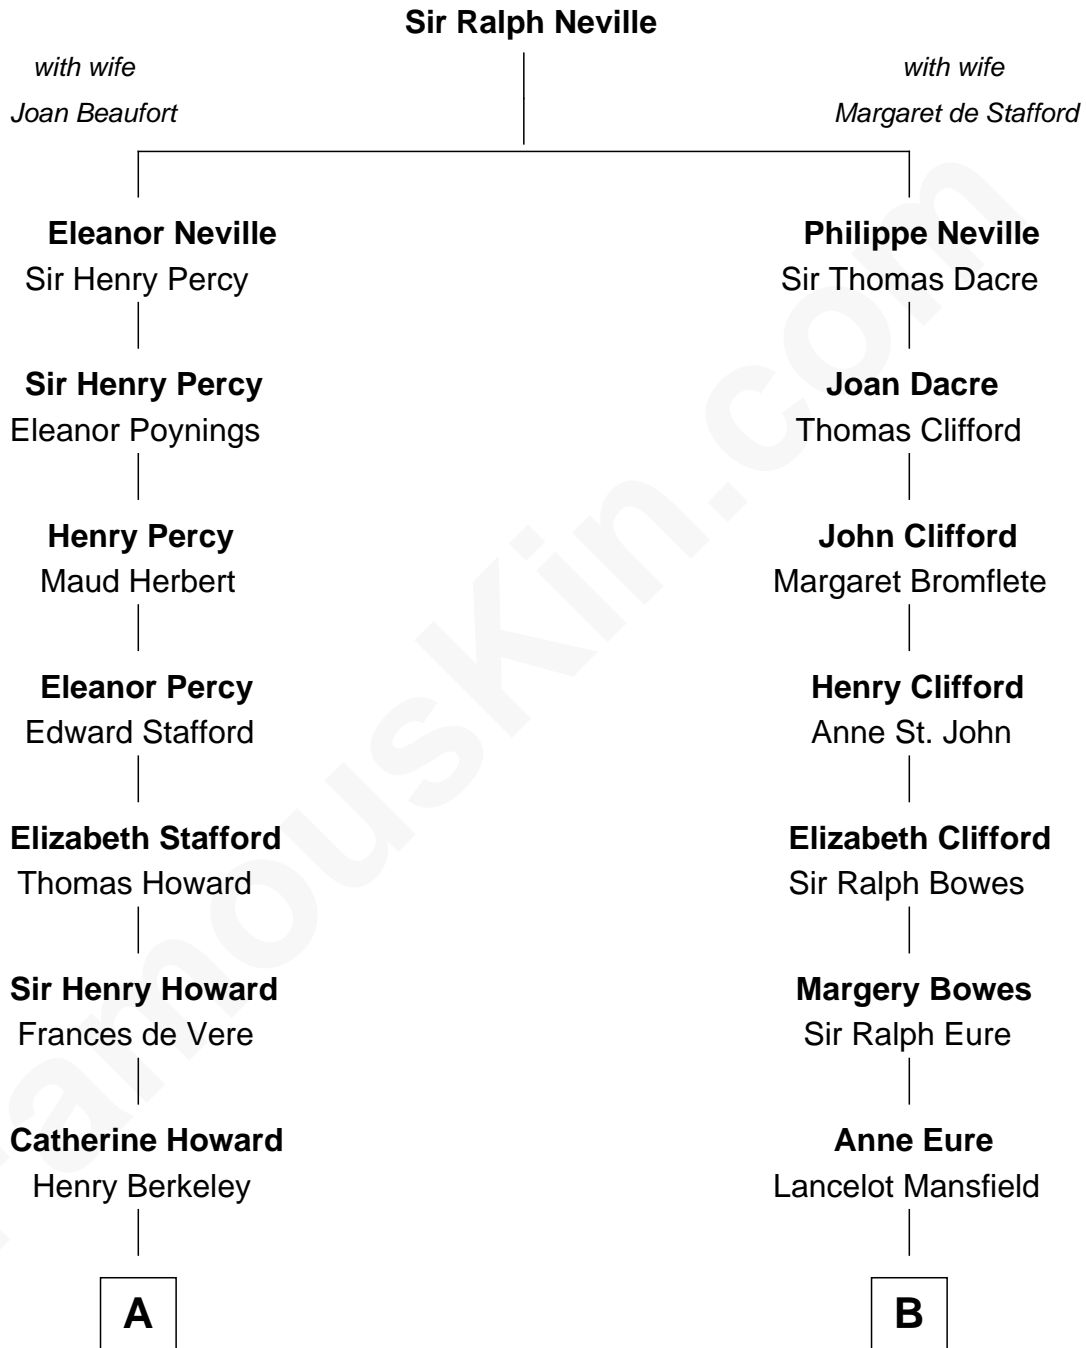 Sir Ralph Neville
with wife
Joan Beaufort
with wife
Margaret de Stafford
Eleanor Neville
Sir Henry Percy
Philippe Neville
Sir Thomas Dacre
Sir Henry Percy
Eleanor Poynings
Joan Dacre
Thomas Clifford
Henry Percy
Maud Herbert
John Clifford
Margaret Bromflete
Eleanor Percy
Edward Stafford
Henry Clifford
Anne St. John
Elizabeth Stafford
Thomas Howard
Elizabeth Clifford
Sir Ralph Bowes
Sir Henry Howard
Frances de Vere
Margery Bowes
Sir Ralph Eure
Catherine Howard
Henry Berkeley
Anne Eure
Lancelot Mansfield
A
B
FamousKin.com